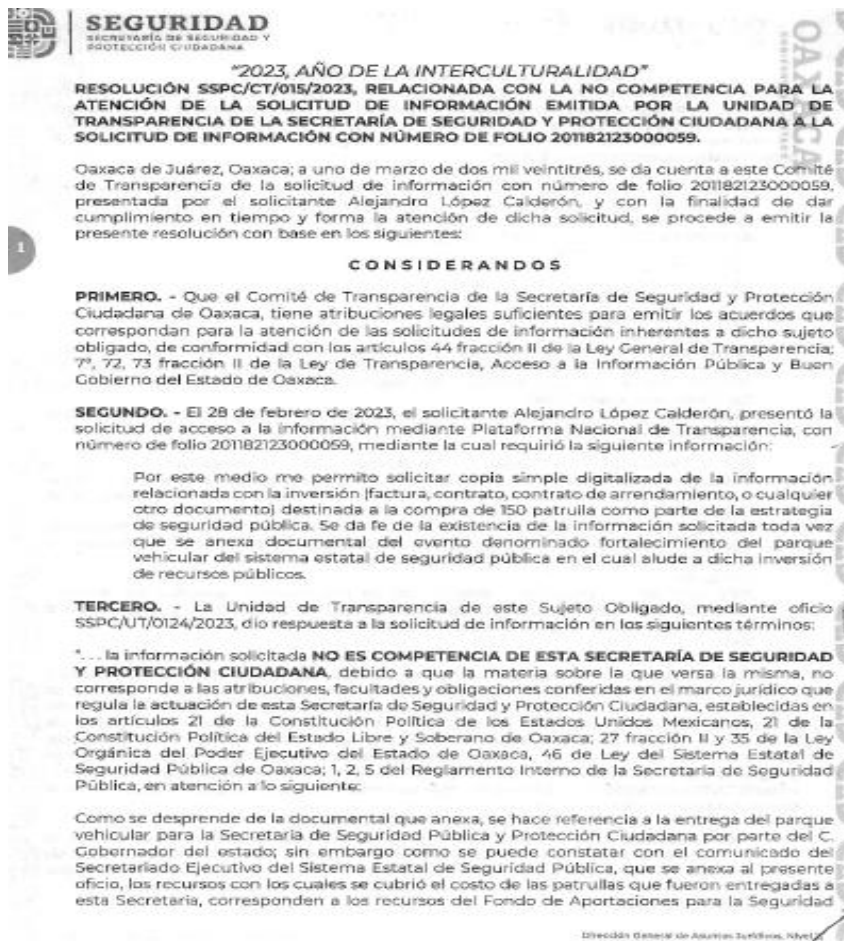 SEGURIDAD
SECRETARÍA DE SEGURIDAD Y
PROTECCIÓN CIUDADANA
OAXACA
"2023, AÑO DE LA INTERCULTURALIDAD"
RESOLUCIÓN SSPC/CT/015/2023, RELACIONADA CON LA NO COMPETENCIA PARA LA
ATENCIÓN DE LA SOLICITUD DE INFORMACIÓN EMITIDA POR LA UNIDAD DE
TRANSPARENCIA DE LA SECRETARÍA DE SEGURIDAD Y PROTECCIÓN CIUDADANA A LA
SOLICITUD DE INFORMACIÓN CON NÚMERO DE FOLIO 201182123000059.
Oaxaca de Juárez, Oaxaca; a uno de marzo de dos mil veintitrés, se da cuenta a este Comité
de Transparencia de la solicitud de información con número de folio 201182123000059,
presentada por el solicitante Alejandro López Calderón, y con la finalidad de dar
cumplimiento en tiempo y forma la atención de dicha solicitud, se procede a emitir la
presente resolución con base en los siguientes:
1
CONSIDERANDOS
PRIMERO. - Que el Comité de Transparencia de la Secretaría de Seguridad y Protección
Ciudadana de Oaxaca, tiene atribuciones legales suficientes para emitir los acuerdos que
correspondan para la atención de las solicitudes de información inherentes a dicho sujeto
obligado, de conformidad con los artículos 44 fracción II de la Ley General de Transparencia;
7°, 72, 73 fracción II de la Ley de Transparencia, Acceso a la Información Pública y Buen
Gobierno del Estado de Oaxaca.
SEGUNDO. - El 28 de febrero de 2023, el solicitante Alejandro López Calderón, presentó la
solicitud de acceso a la información mediante Plataforma Nacional de Transparencia, con
número de folio 201182123000059, mediante la cual requirió la siguiente información:
Por este medio me permito solicitar copia simple digitalizada de la información
relacionada con la inversión (factura, contrato, contrato de arrendamiento, o cualquier
otro documento) destinada a la compra de 150 patrulla como parte de la estrategia
de seguridad pública. Se da fe de la existencia de la información solicitada toda vez
que se anexa documental del evento denominado fortalecimiento del parque
vehicular del sistema estatal de seguridad pública en el cual alude a dicha inversión
de recursos públicos.
TERCERO. - La Unidad de Transparencia de este Sujeto Obligado, mediante oficio
SSPC/UT/0124/2023, dio respuesta a la solicitud de información en los siguientes términos:
"... la información solicitada NO ES COMPETENCIA DE ESTA SECRETARÍA DE SEGURIDAD
Y PROTECCIÓN CIUDADANA, debido a que la materia sobre la que versa la misma, no
corresponde a las atribuciones, facultades y obligaciones conferidas en el marco jurídico que
regula la actuación de esta Secretaría de Seguridad y Protección Ciudadana, establecidas en
los artículos 21 de la Constitución Política de los Estados Unidos Mexicanos, 21 de la
Constitución Política del Estado Libre y Soberano de Oaxaca; 27 fracción II y 35 de la Ley
Orgánica del Poder Ejecutivo del Estado de Oaxaca, 46 de Ley del Sistema Estatal de
Seguridad Pública de Oaxaca; 1, 2, 5 del Reglamento Interno de la Secretaria de Seguridad
Pública, en atención a lo siguiente:
Como se desprende de la documental que anexa, se hace referencia a la entrega del parque
vehicular para la Secretaría de Seguridad Pública y Protección Ciudadana por parte del C.
Gobernador del estado; sin embargo como se puede constatar con el comunicado del
Secretariado Ejecutivo del Sistema Estatal de Seguridad Pública, que se anexa al presente
oficio, los recursos con los cuales se cubrió el costo de las patrullas que fueron entregadas a
esta Secretaria, corresponden a los recursos del Fondo de Aportaciones para la Seguridad
Dirección General de Asuntos Jurídicos, Nivel